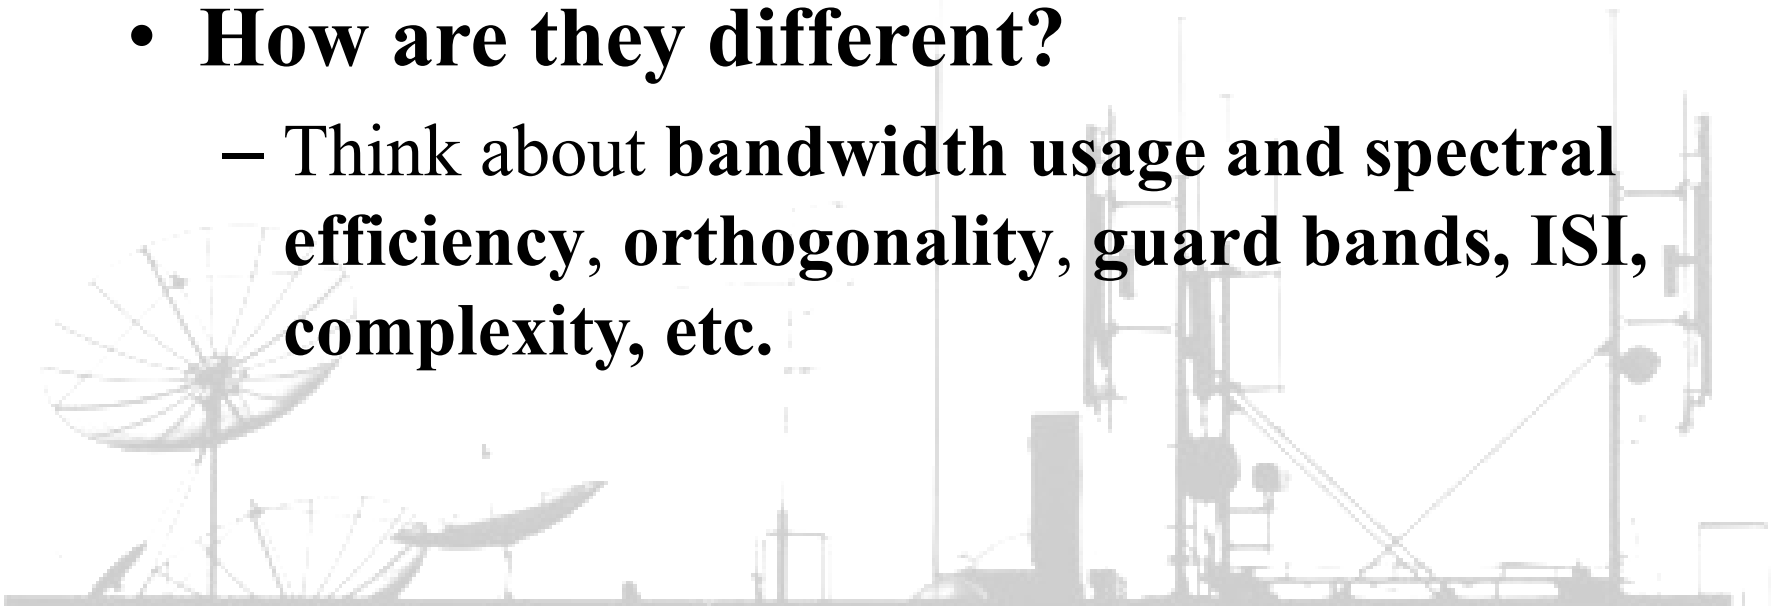 • How are they different?
– Think about bandwidth usage and spectral
efficiency, orthogonality, guard bands, ISI,
complexity, etc.